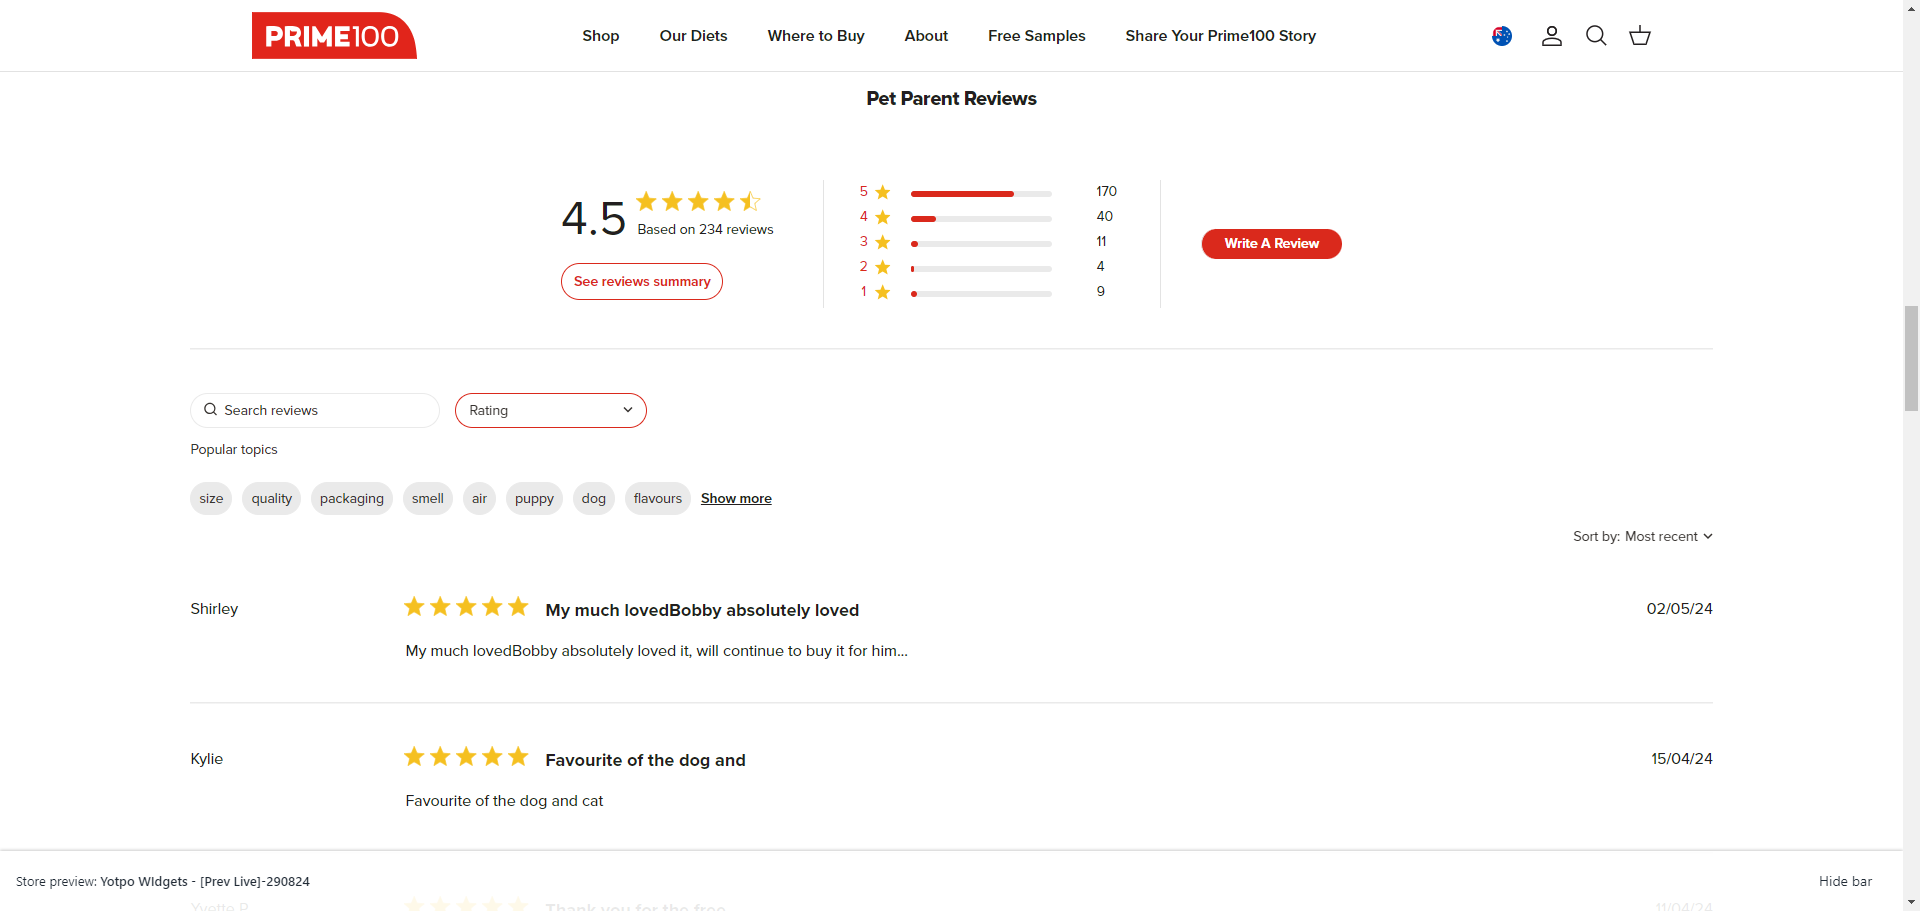 PRIME100
Shop Our Diets Where to Buy About Free Samples Share Your Prime100 Story
Pet Parent Reviews
4.5
Based on 234 reviews
See reviews summary
5 170
4 40
3 11
2 4
1 9
Write A Review
Search reviews
Rating
Popular topics
size quality packaging smell air puppy dog flavours Show more
Sort by: Most recent
Shirley My much lovedBobby absolutely loved 02/05/24
My much lovedBobby absolutely loved it, will continue to buy it for him...
Kylie Favourite of the dog and 15/04/24
Favourite of the dog and cat
Store preview: Yotpo WIdgets - [Prev Live]-290824 Hide bar
Yvette P. Thank you for the free 11/04/24